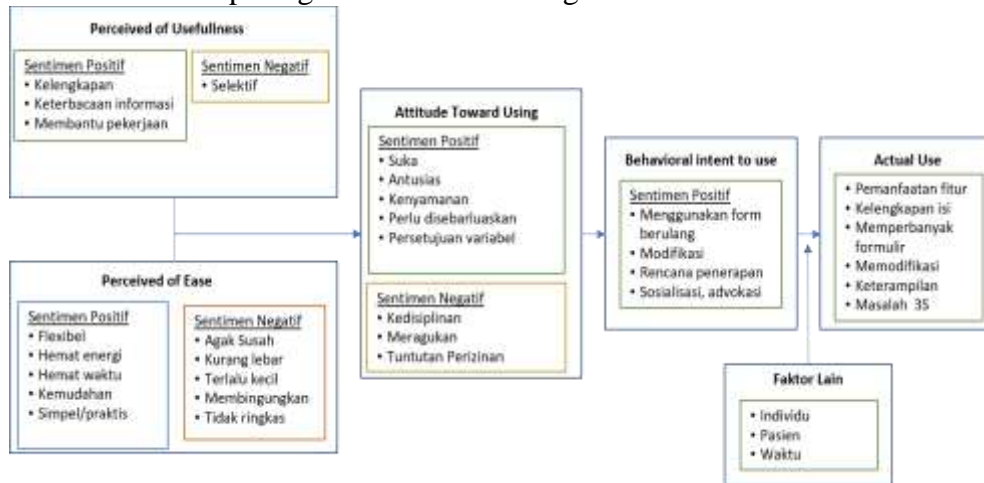 Perceived of Usefullness
Sentimen Positif
• Kelengkapan
• Keterbacaan informasi
• Membantu pekerjaan
Sentimen Negatif
• Selektif
Perceived of Ease
Sentimen Positif
• Flexibel
• Hemat energi
• Hemat waktu
• Kemudahan
• Simpel/praktis
Sentimen Negatif
• Agak Susah
• Kurang lebar
• Terlalu kecil
• Membingungkan
• Tidak ringkas
Attitude Toward Using
Sentimen Positif
• Suka
• Antusias
• Kenyamanan
• Perlu disebarluaskan
• Persetujuan variabel
Sentimen Negatif
• Kedisiplinan
• Meragukan
• Tuntutan Perizinan
Behavioral intent to use
Sentimen Positif
• Menggunakan form
berulang
• Modifikasi
• Rencana penerapan
• Sosialisasi, advokasi
Actual Use
• Pemanfaatan fitur
• Kelengkapan isi
• Memperbanyak
formulir
• Memodifikasi
• Keterampilan
• Masalah 3S
Faktor Lain
• Individu
• Pasien
• Waktu